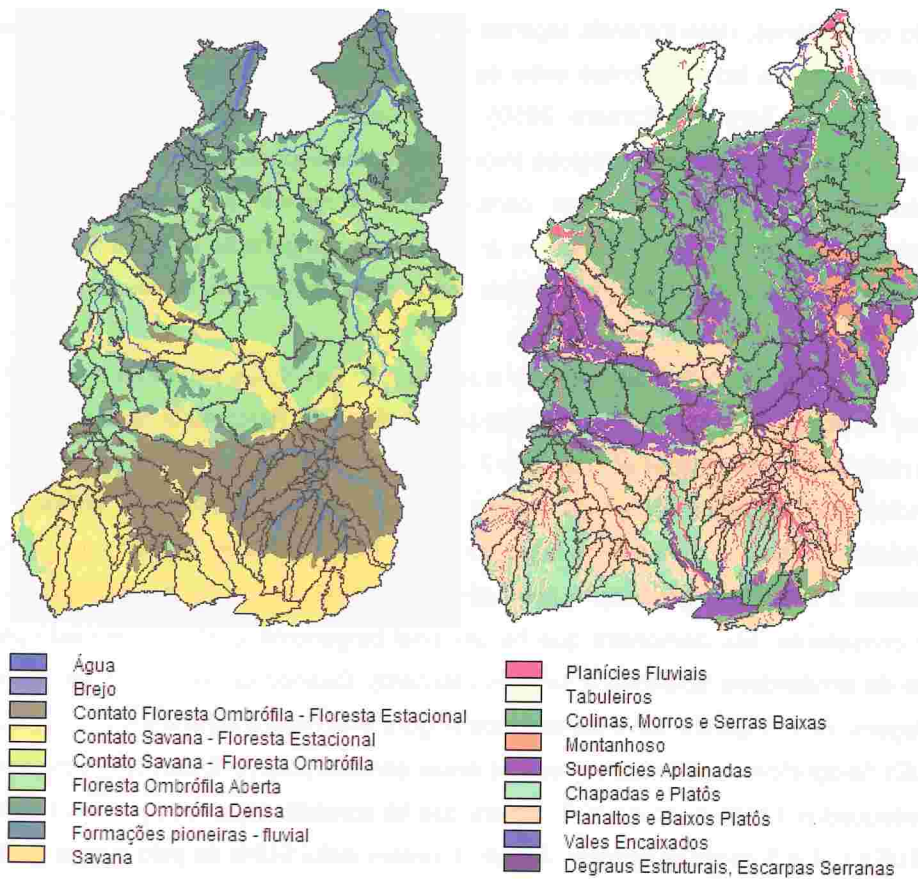 Água
Brejo
Contato Floresta Ombrófila - Floresta Estacional
Contato Savana - Floresta Estacional
Contato Savana - Floresta Ombrófila
Floresta Ombrófila Aberta
Floresta Ombrófila Densa
Formações pioneiras - fluvial
Savana
Planícies Fluviais
Tabuleiros
Colinas, Morros e Serras Baixas
Montanhoso
Superfícies Aplainadas
Chapadas e Platôs
Planaltos e Baixos Platôs
Vales Encaixados
Degraus Estruturais, Escarpas Serranas